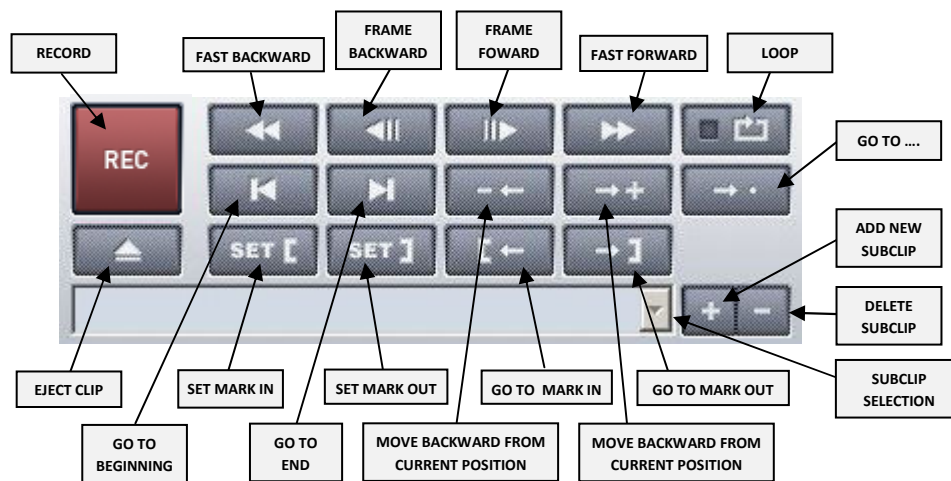 RECORD
FAST BACKWARD
FRAME
BACKWARD
FRAME
FOWARD
FAST FORWARD
LOOP
REC
GO TO ....
SET [
SET ]
[
]
ADD NEW
SUBCLIP
+
-
DELETE
SUBCLIP
EJECT CLIP
SET MARK IN
SET MARK OUT
GO TO MARK IN
GO TO MARK OUT
SUBCLIP
SELECTION
GO TO
BEGINNING
GO TO
END
MOVE BACKWARD FROM
CURRENT POSITION
MOVE BACKWARD FROM
CURRENT POSITION